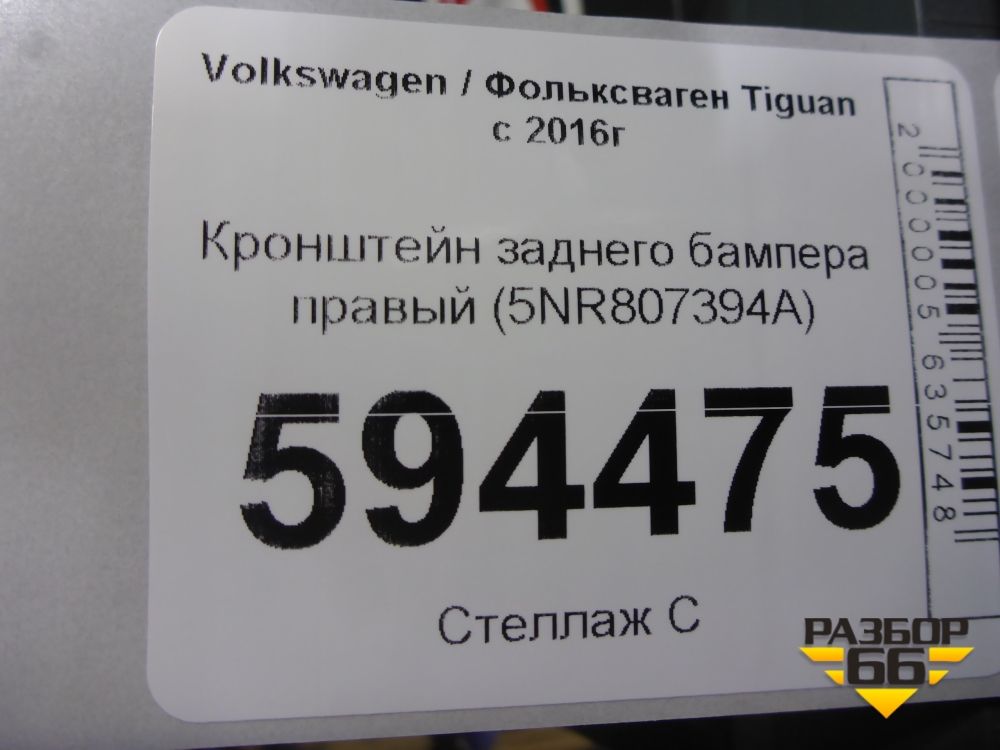 Volkswagen / Фольксваген Tiguan
с 2016г
Кронштейн заднего бампера
правый (5NR807394A)
594475
Стеллаж С
2000005635748
РАЗБОР
66